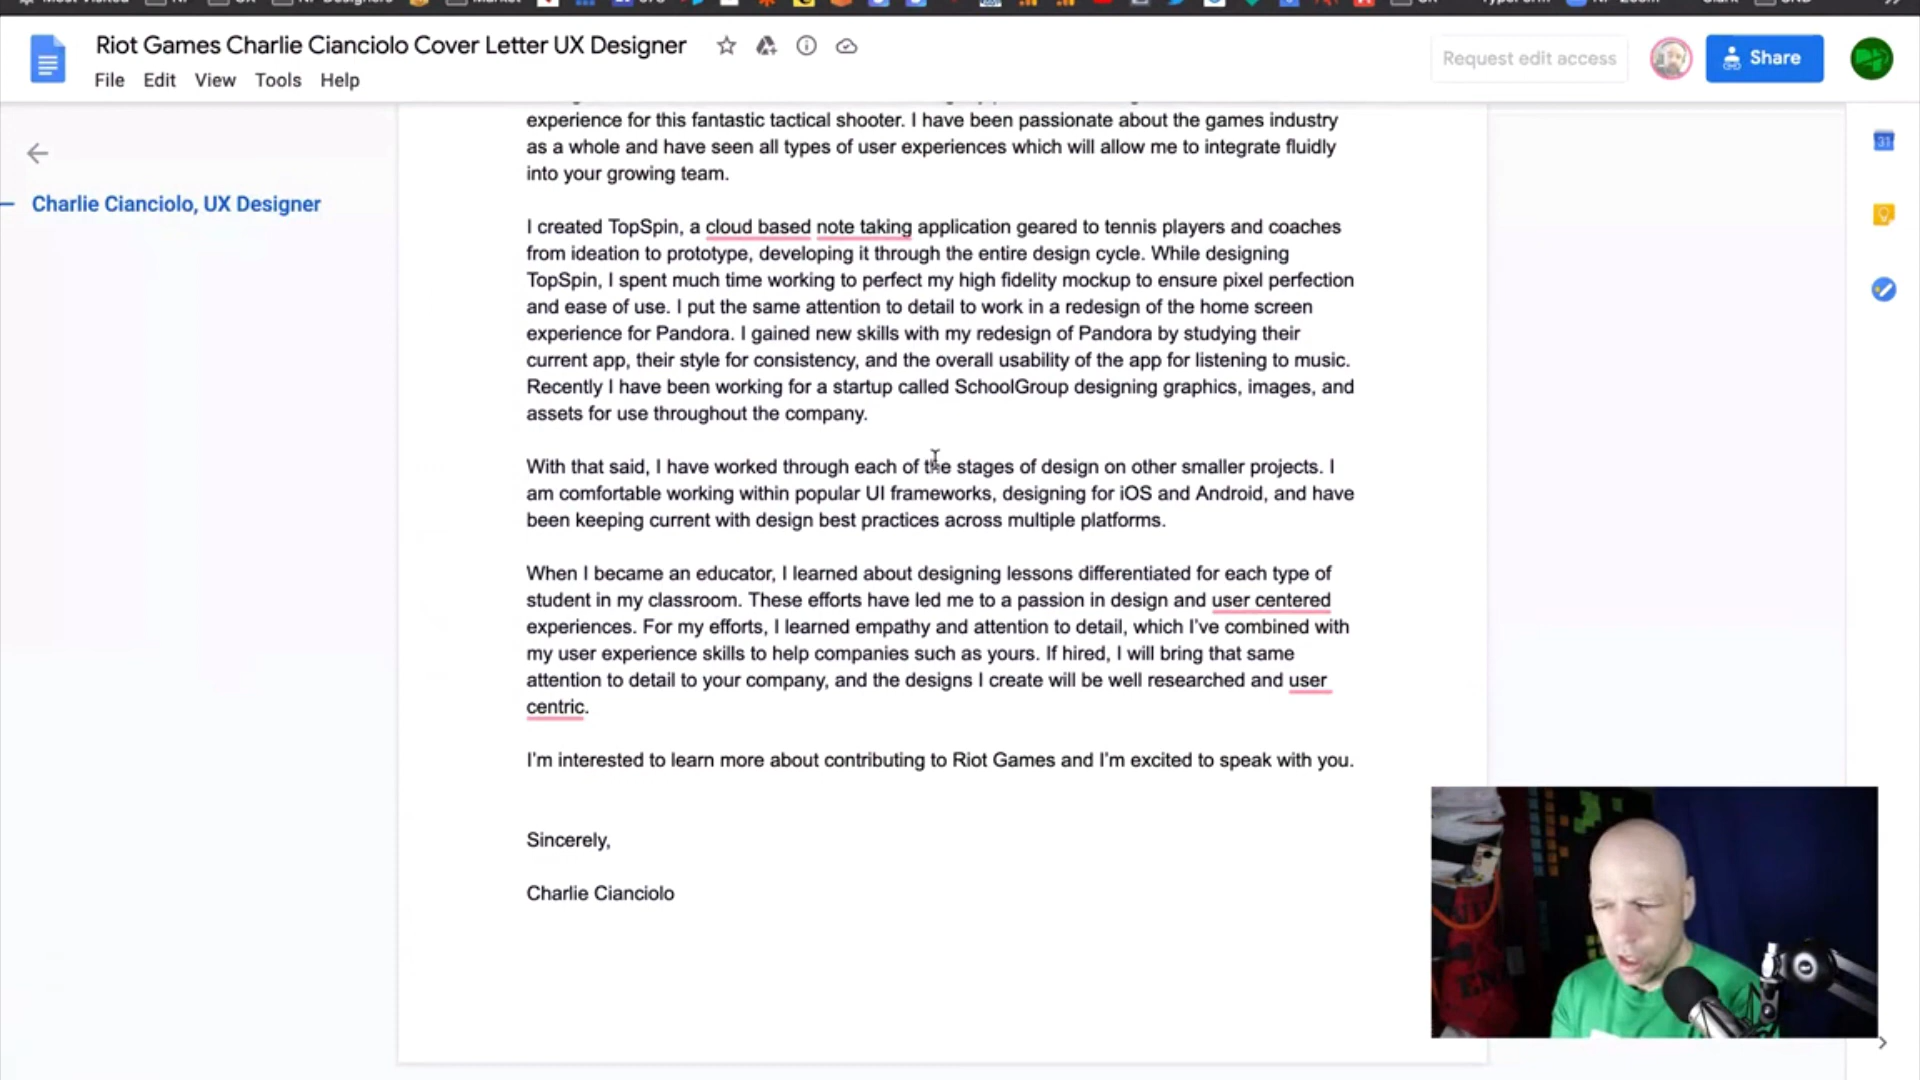 Riot Games Charlie Cianciolo Cover Letter UX Designer
File Edit View Tools Help
Request edit access
Share
Charlie Cianciolo, UX Designer
experience for this fantastic tactical shooter. I have been passionate about the games industry
as a whole and have seen all types of user experiences which will allow me to integrate fluidly
into your growing team.
I created TopSpin, a cloud based note taking application geared to tennis players and coaches
from ideation to prototype, developing it through the entire design cycle. While designing
TopSpin, I spent much time working to perfect my high fidelity mockup to ensure pixel perfection
and ease of use. I put the same attention to detail to work in a redesign of the home screen
experience for Pandora. I gained new skills with my redesign of Pandora by studying their
current app, their style for consistency, and the overall usability of the app for listening to music.
Recently I have been working for a startup called SchoolGroup designing graphics, images, and
assets for use throughout the company.
With that said, I have worked through each of the stages of design on other smaller projects. I
am comfortable working within popular UI frameworks, designing for iOS and Android, and have
been keeping current with design best practices across multiple platforms.
When I became an educator, I learned about designing lessons differentiated for each type of
student in my classroom. These efforts have led me to a passion in design and user centered
experiences. For my efforts, I learned empathy and attention to detail, which I've combined with
my user experience skills to help companies such as yours. If hired, I will bring that same
attention to detail to your company, and the designs I create will be well researched and user
centric.
I'm interested to learn more about contributing to Riot Games and I'm excited to speak with you.
Sincerely,
Charlie Cianciolo
31